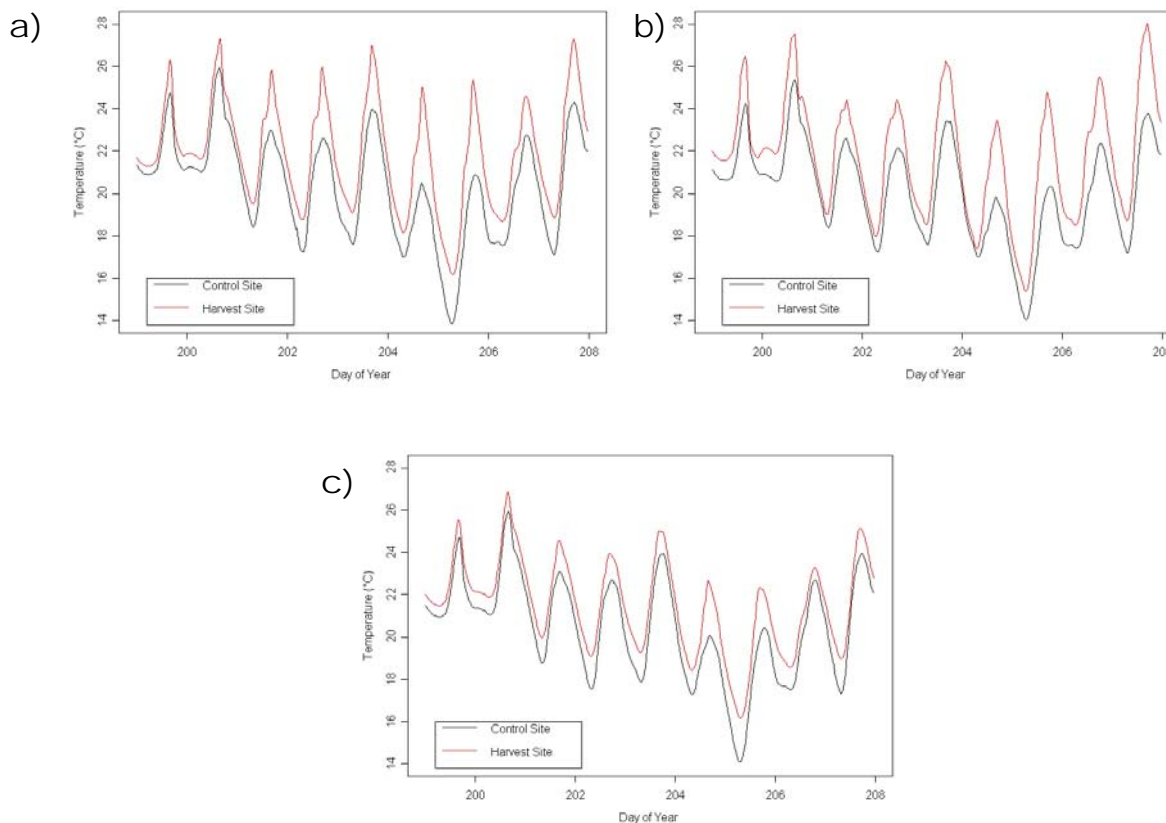 a)
28
26
24
22
20
18
16
14
Temperature (°C)
Control Site
Harvest Site
200
202
204
206
208
Day of Year
b)
28
26
24
22
20
18
16
14
Temperature (°C)
Control Site
Harvest Site
200
202
204
206
Day of Year
c)
28
26
24
22
20
18
16
14
Temperature (°C)
Control Site
Harvest Site
200
202
204
206
208
Day of Year